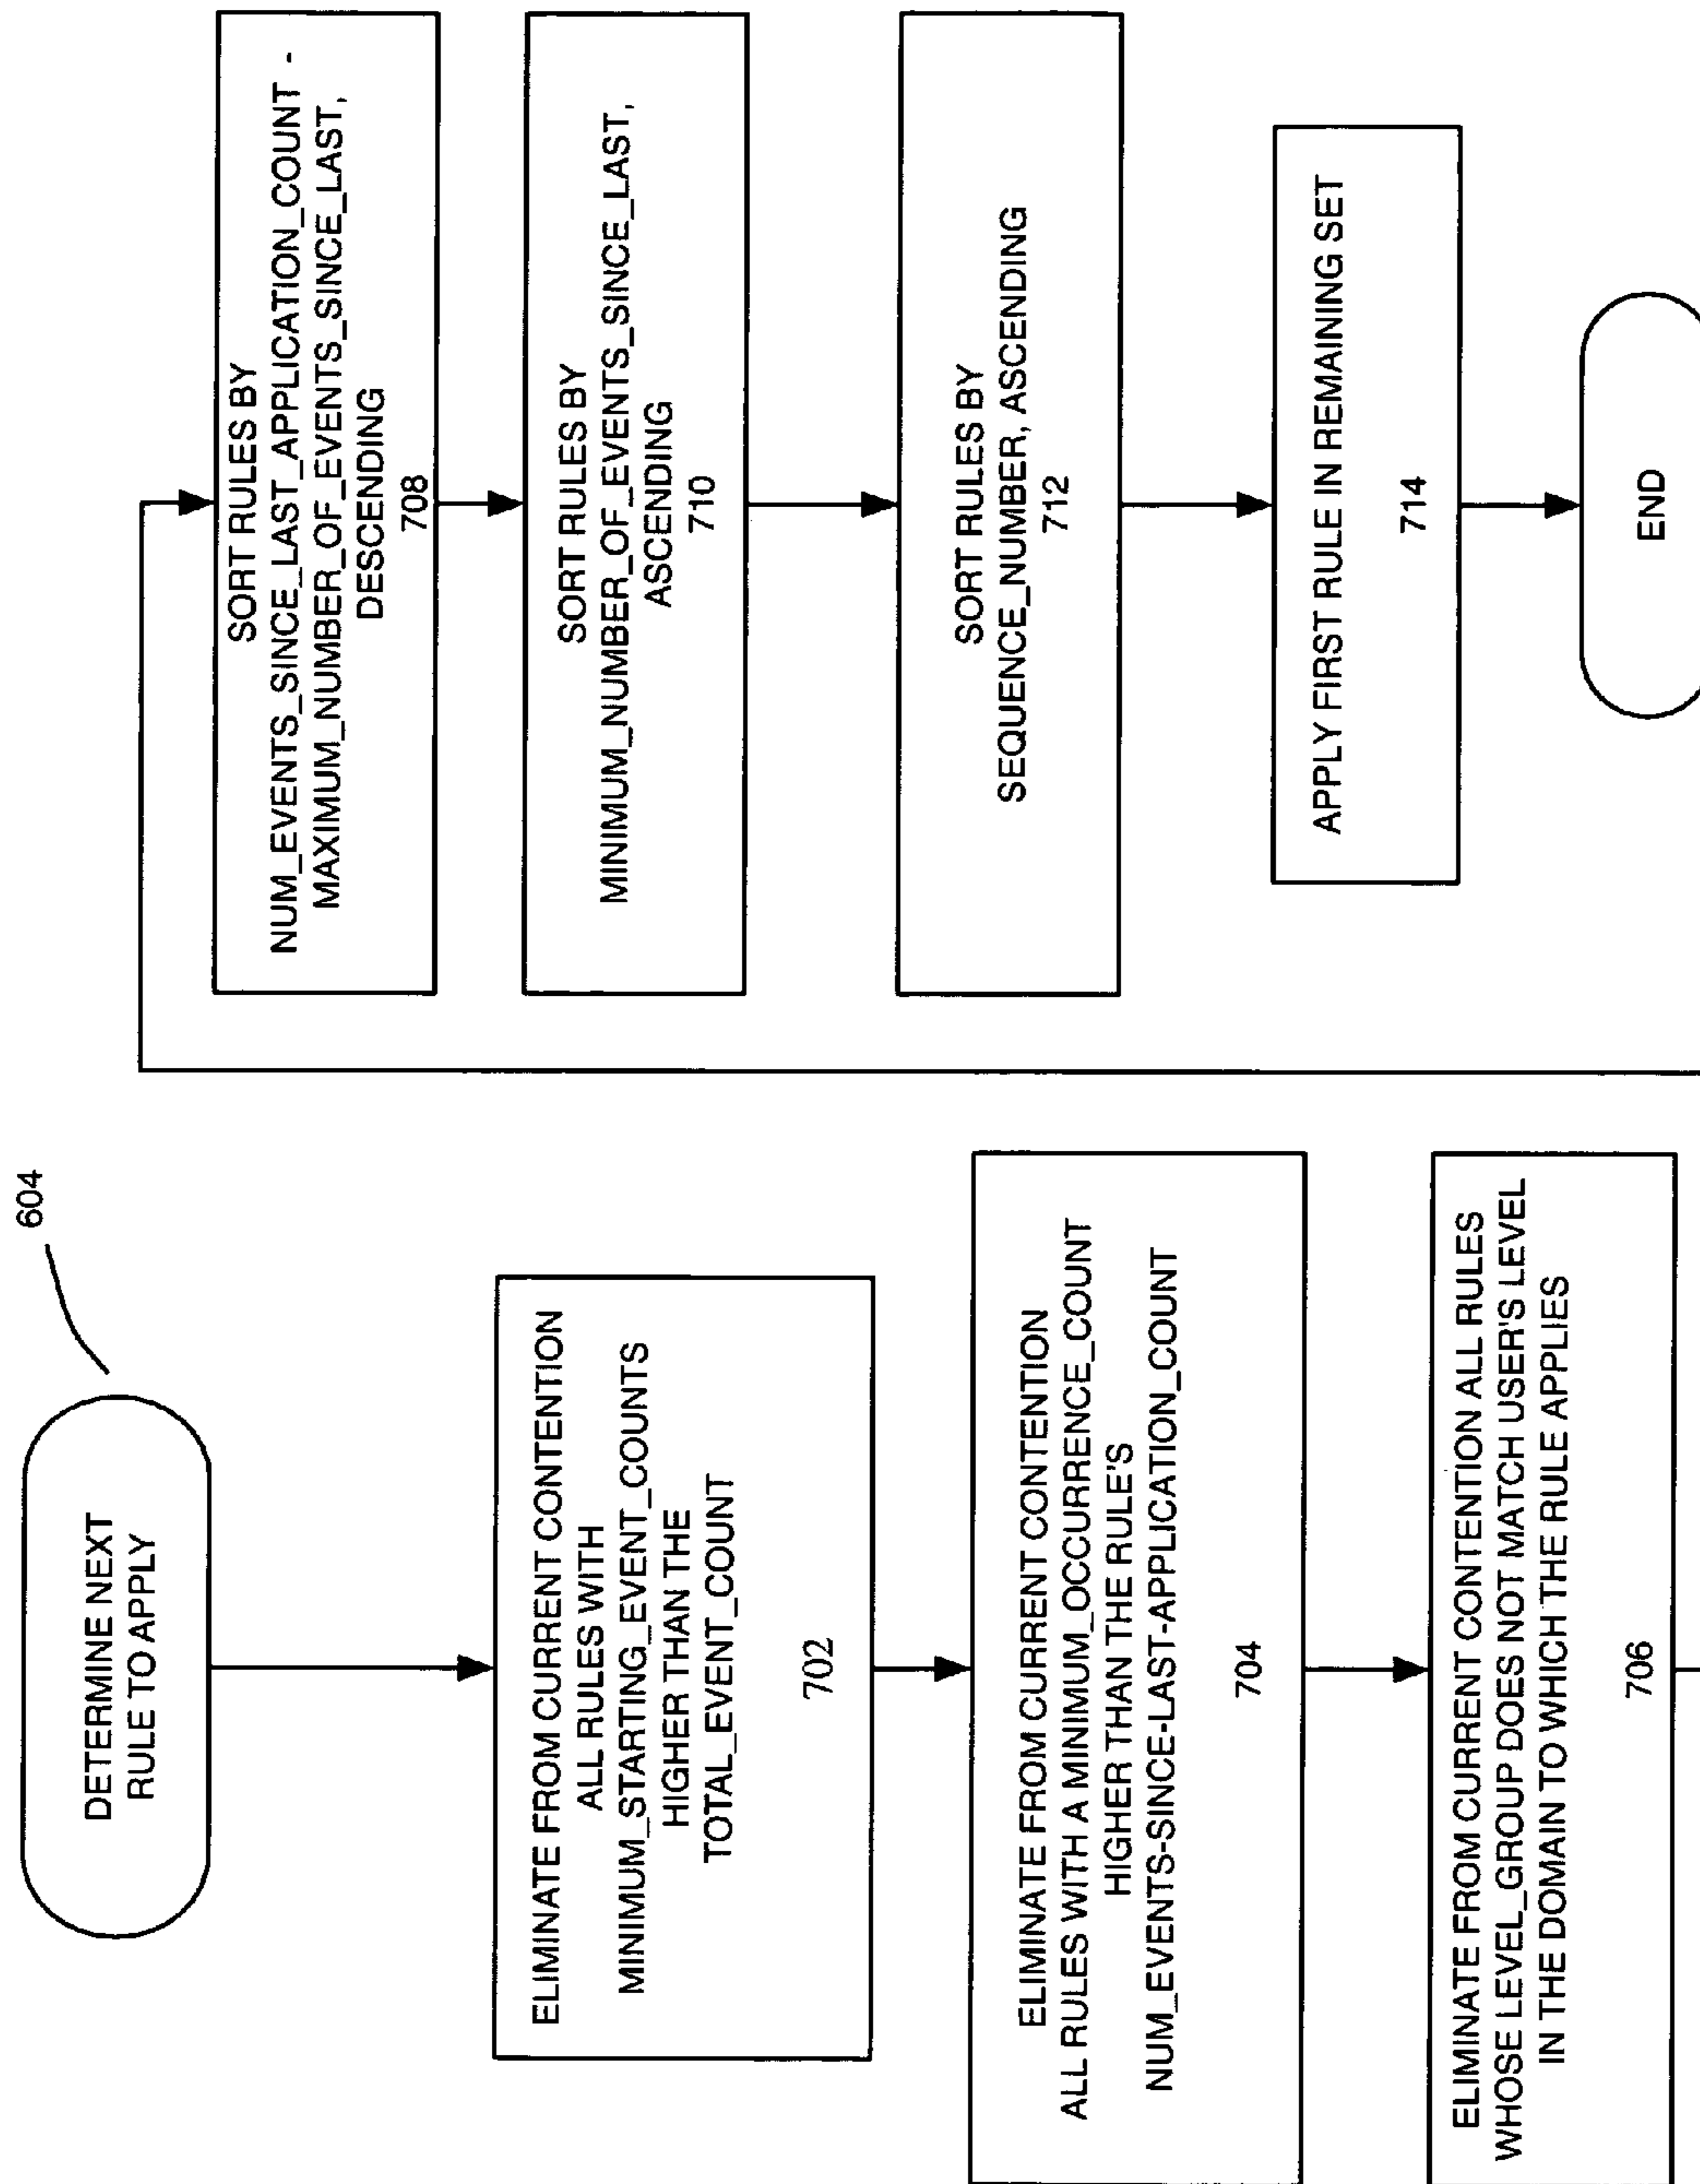 604
DETERMINE NEXT
RULE TO APPLY
ELIMINATE FROM CURRENT CONTENTION
ALL RULES WITH
MINIMUM_STARTING_EVENT_COUNTS
HIGHER THAN THE
TOTAL_EVENT_COUNT
702
ELIMINATE FROM CURRENT CONTENTION
ALL RULES WITH A MINIMUM_OCCURRENCE_COUNT
HIGHER THAN THE RULE'S
NUM_EVENTS-SINCE-LAST-APPLICATION_COUNT
704
ELIMINATE FROM CURRENT CONTENTION ALL RULES
WHOSE LEVEL_GROUP DOES NOT MATCH USER'S LEVEL
IN THE DOMAIN TO WHICH THE RULE APPLIES
706
SORT RULES BY
NUM_EVENTS_SINCE_LAST_APPLICATION_COUNT -
MAXIMUM_NUMBER_OF_EVENTS_SINCE_LAST,
DESCENDING
708
SORT RULES BY
MINIMUM_NUMBER_OF_EVENTS_SINCE_LAST,
ASCENDING
710
SORT RULES BY
SEQUENCE_NUMBER, ASCENDING
712
APPLY FIRST RULE IN REMAINING SET
714
END